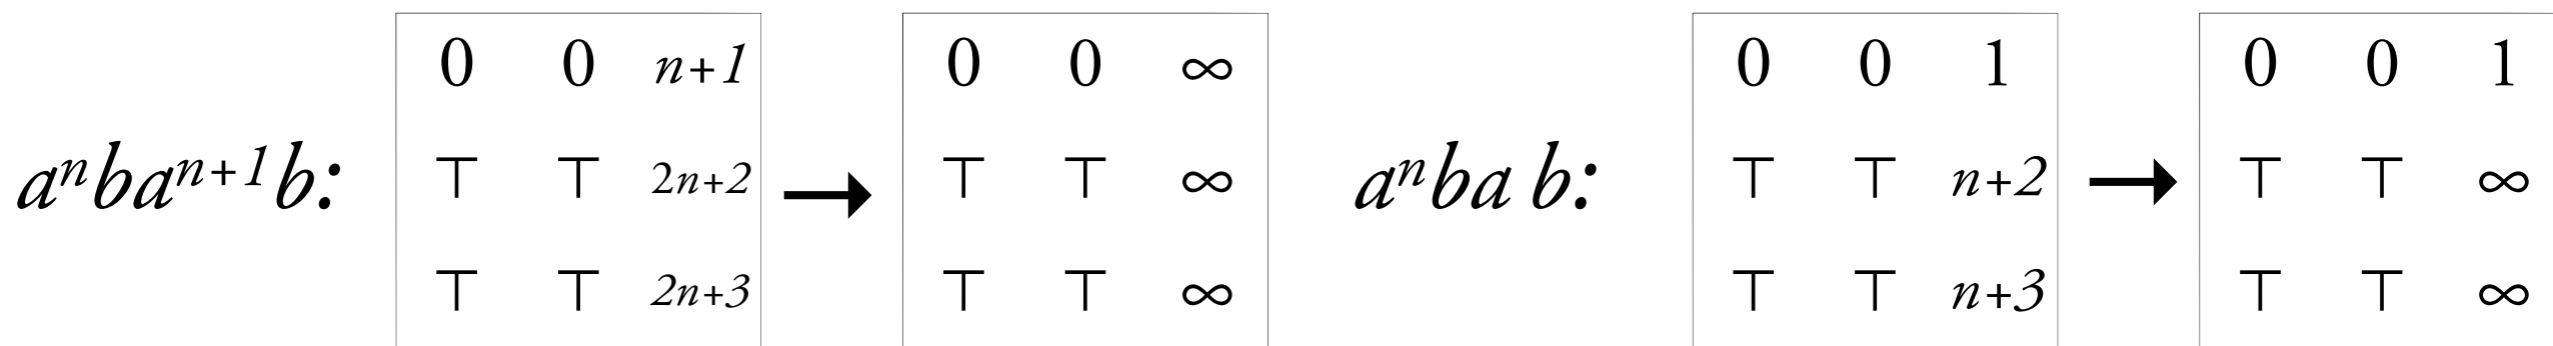 0 0 n+1 0 0 ∞ 0 0 1 0 0 1
aⁿbaⁿ⁺¹b: ⊤ ⊤ 2n+2 → ⊤ ⊤ ∞ aⁿba b: ⊤ ⊤ n+2 → ⊤ ⊤ ∞
⊤ ⊤ 2n+3 ⊤ ⊤ ∞ ⊤ ⊤ n+3 ⊤ ⊤ ∞